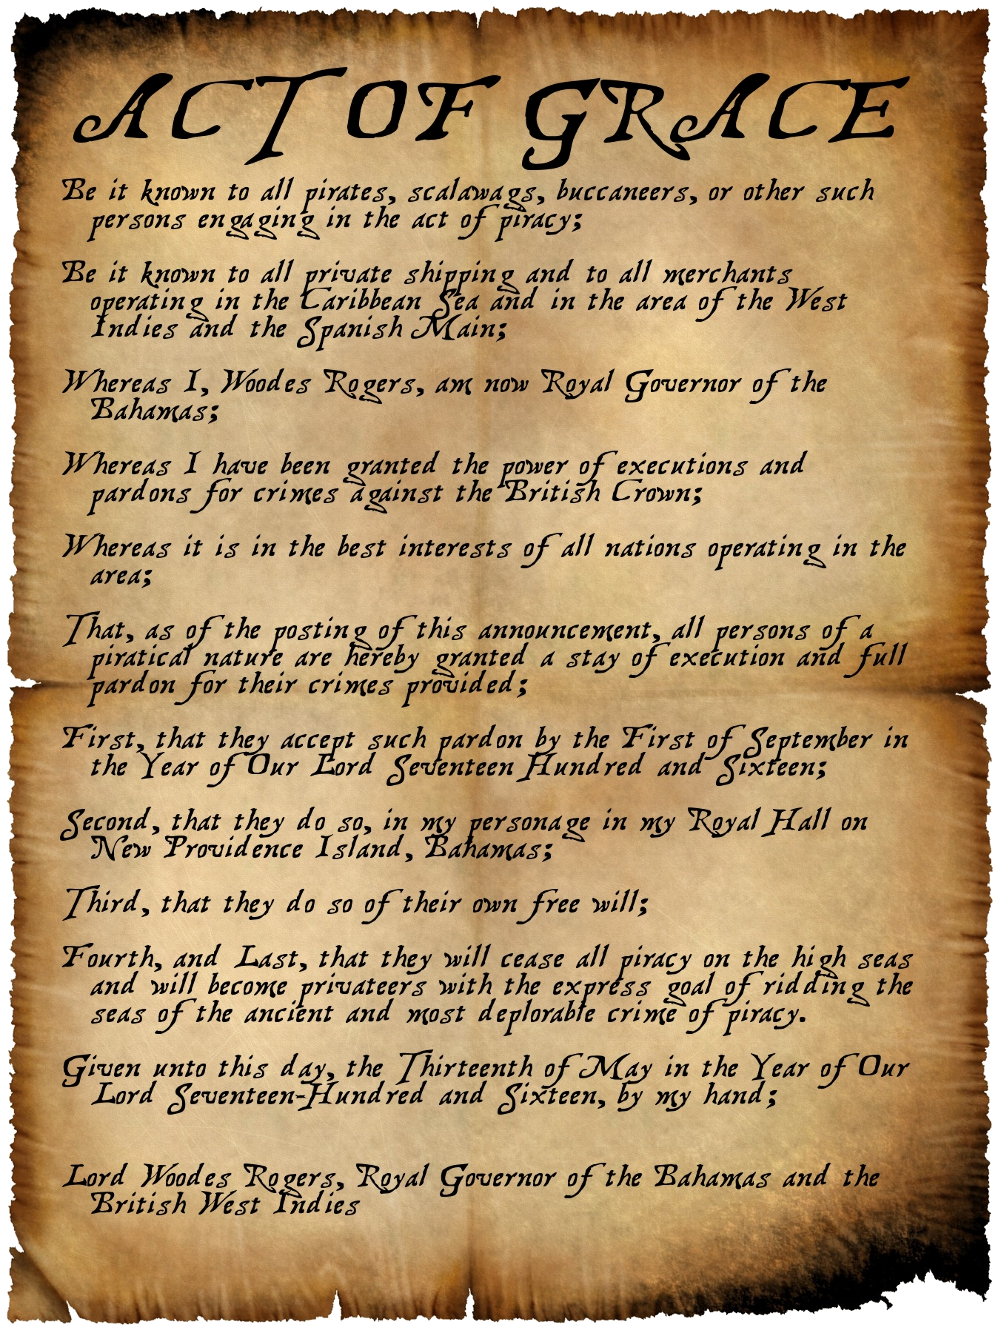 ACT OF GRACE
Be it known to all pirates, scalawags, buccaneers, or other such
persons engaging in the act of piracy;
Be it known to all private shipping and to all merchants
operating in the Caribbean Sea and in the area of the West
Indies and the Spanish Main;
Whereas I, Woodes Rogers, am now Royal Governor of the
Bahamas;
Whereas I have been granted the power of executions and
pardons for crimes against the British Crown;
Whereas it is in the best interests of all nations operating in the
area;
That, as of the posting of this announcement, all persons of a
piratical nature are hereby granted a stay of execution and full
pardon for their crimes provided;
First, that they accept such pardon by the First of September in
the Year of Our Lord Seventeen Hundred and Sixteen;
Second, that they do so, in my personage in my Royal Hall on
New Providence Island, Bahamas;
Third, that they do so of their own free will;
Fourth, and Last, that they will cease all piracy on the high seas
and will become privateers with the express goal of ridding the
seas of the ancient and most deplorable crime of piracy.
Given unto this day, the Thirteenth of May in the Year of Our
Lord Seventeen-Hundred and Sixteen, by my hand;
Lord Woodes Rogers, Royal Governor of the Bahamas and the
British West Indies